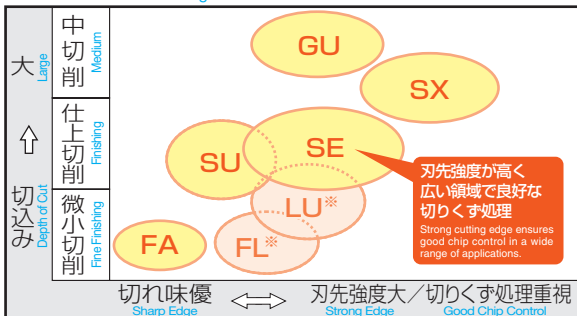 大
Large
切込み
Depth of Cut
中切削
Medium
仕上切削
Finishing
微小切削
Fine Finishing
GU
SX
SE
SU
LU※
FL※
FA
刃先強度が高く
広い領域で良好な
切りくず処理
Strong cutting edge ensures
good chip control in a wide
range of applications.
切れ味優 刃先強度大／切りくず処理重視
Sharp Edge Strong Edge Good Chip Control